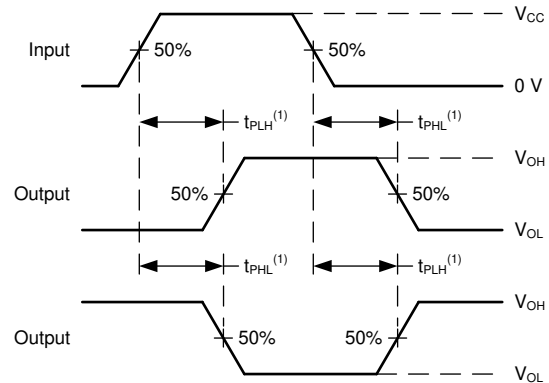 V_CC
Input 50% 50%
0 V
t_PLH^(1) t_PHL^(1)
V_OH
Output 50% 50%
V_OL
t_PHL^(1) t_PLH^(1)
V_OH
Output 50% 50%
V_OL